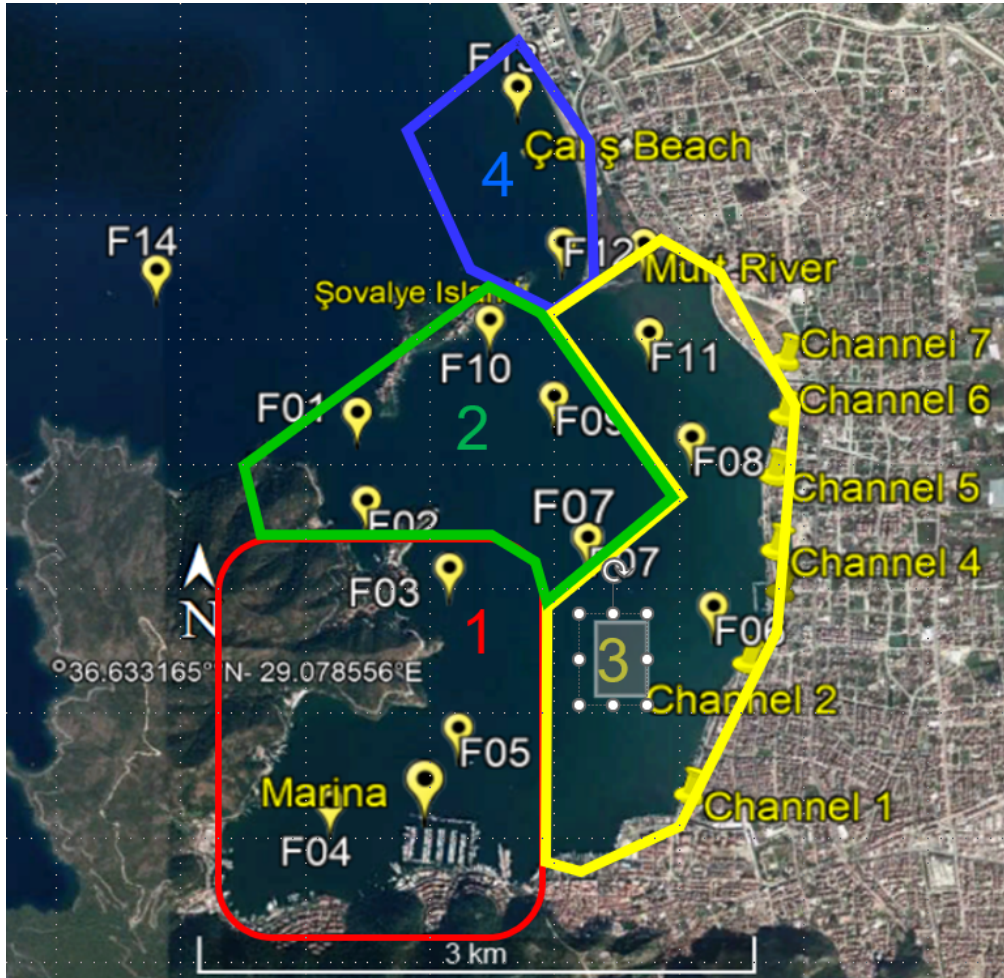 F13
Çalış Beach
4
F14
F12
Murt River
Şovalye Island
Channel 7
F11
F10
Channel 6
F01
F09
2
F08
Channel 5
F07
F02
F07
Channel 4
F03
1
F06
N
3
°36.633165°N- 29.078556°E
Channel 2
F05
Marina
Channel 1
F04
3 km